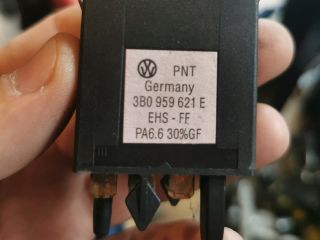 PNT
Germany
3B0 959 621 E
EHS - FF
PA6.6 30%GF